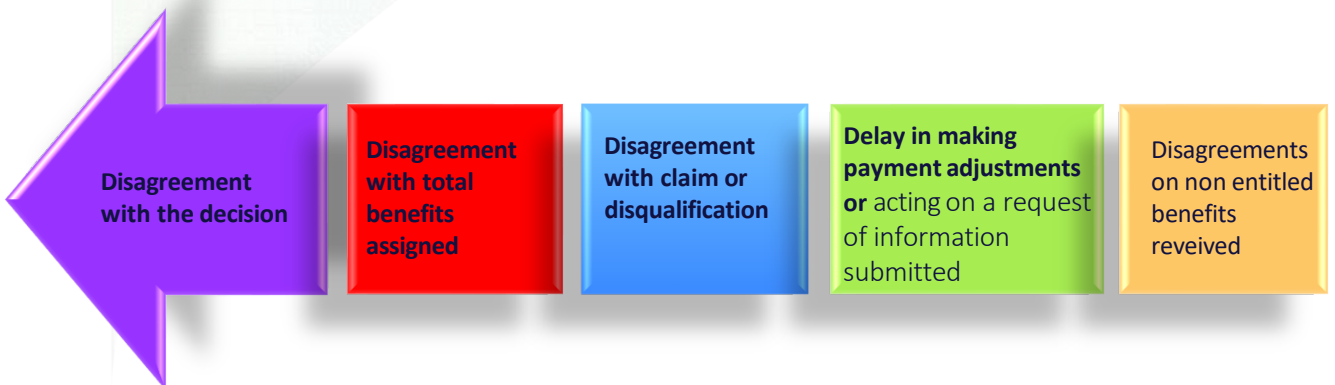 Disagreement
with the decision
Disagreement
with total
benefits
assigned
Disagreement
with claim or
disqualification
Delay in making
payment adjustments
or acting on a request
of information
submitted
Disagreements
on non entitled
benefits
reveived